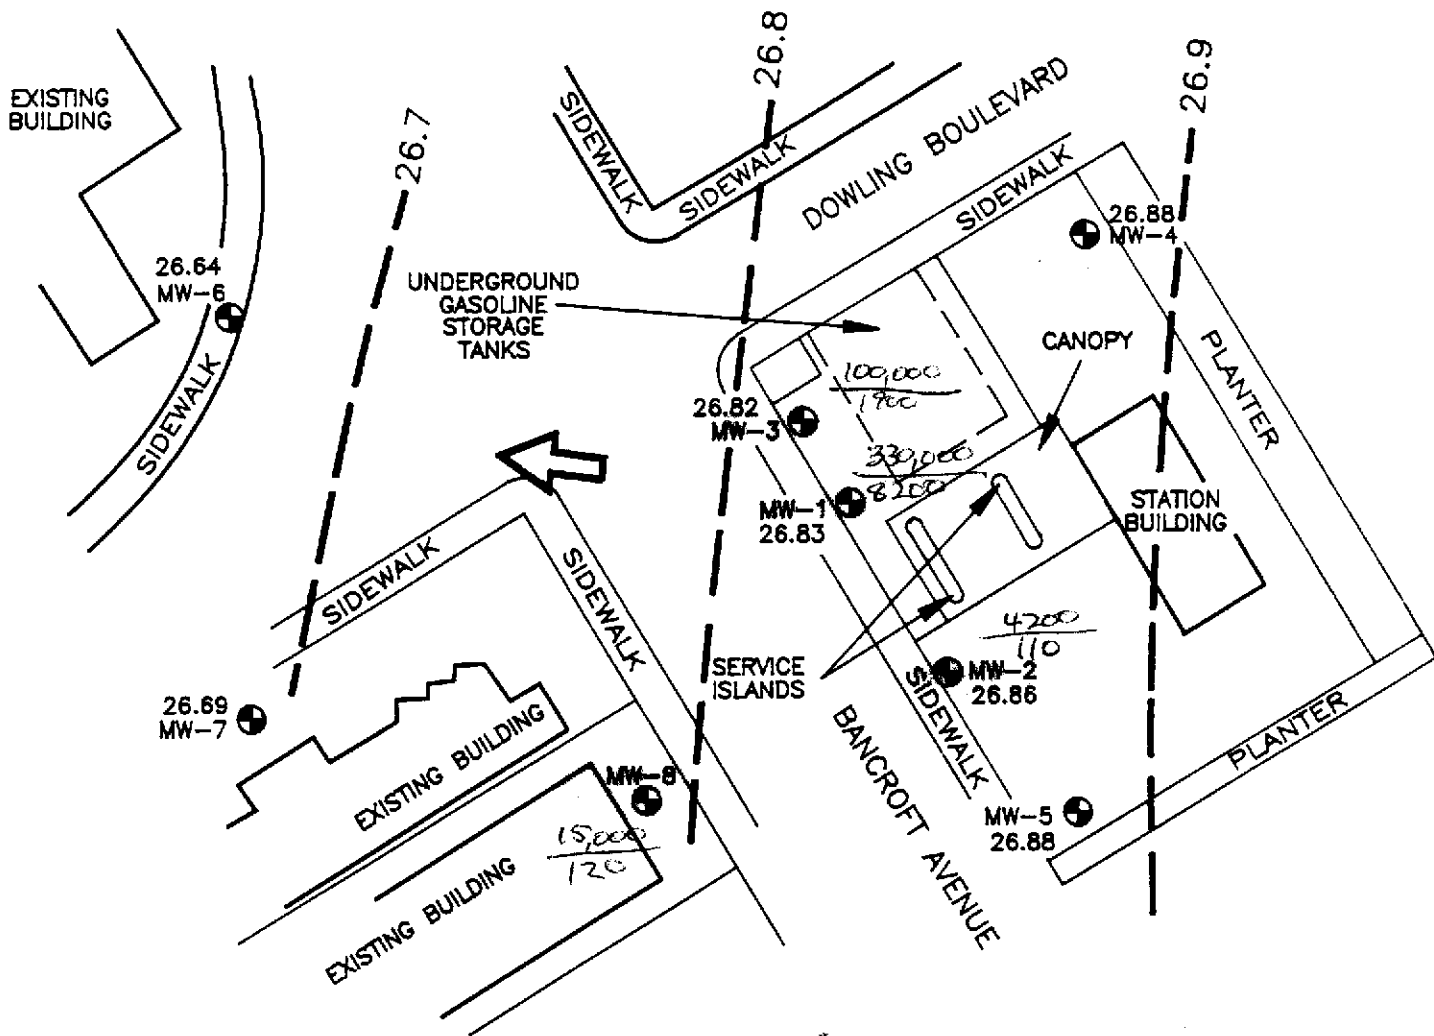 26.8
26.9
EXISTING
BUILDING
26.7
SIDEWALK
SIDEWALK
DOWLING BOULEVARD
SIDEWALK
26.88
MW-4
26.64
MW-6
UNDERGROUND
GASOLINE
STORAGE
TANKS
CANOPY
PLANTER
SIDEWALK
100,000
1900
26.82
MW-3
330,000
8200
MW-1
26.83
STATION
BUILDING
SIDEWALK
SIDEWALK
4200
110
SERVICE
ISLANDS
MW-2
26.86
SIDEWALK
26.69
MW-7
EXISTING BUILDING
MW-8
BANCROFT AVENUE
PLANTER
MW-5
26.88
15,000
120
EXISTING BUILDING